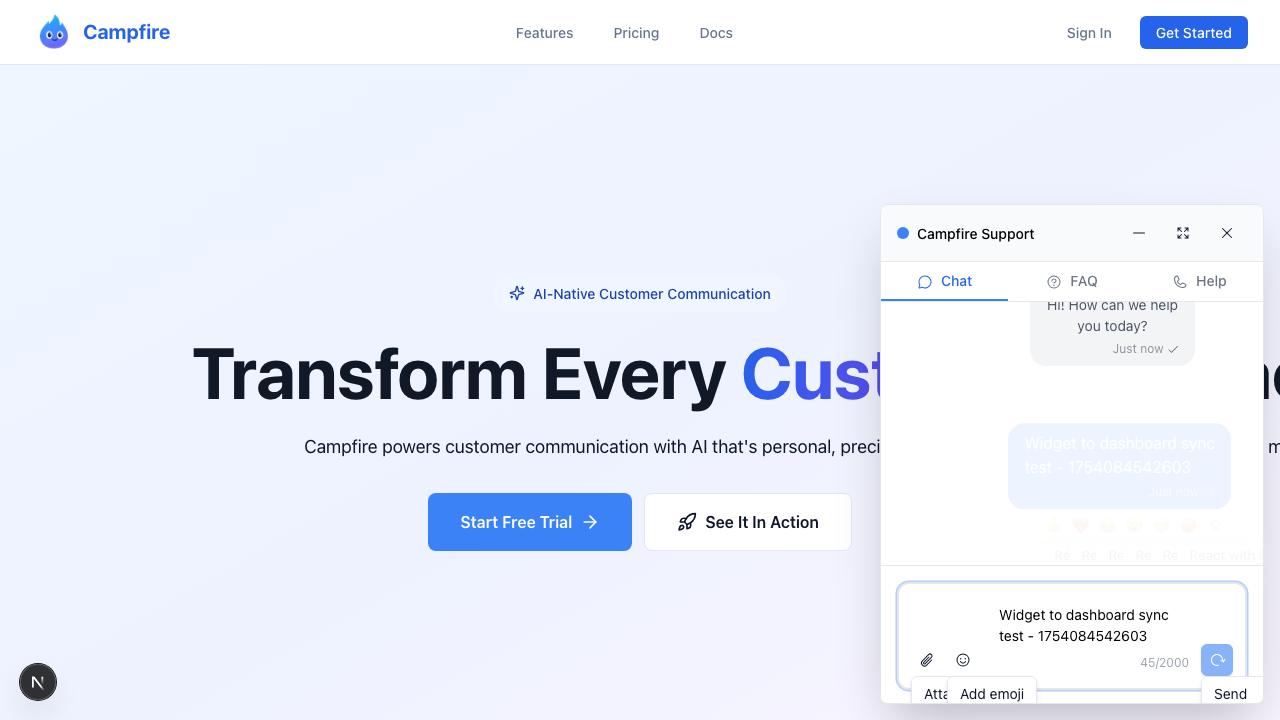 Campfire
Features
Pricing
Docs
Sign In
Get Started
AI-Native Customer Communication
Transform Every Cust
Campfire powers customer communication with AI that's personal, preci
Start Free Trial
See It In Action
Campfire Support
Chat
FAQ
Help
Hi! How can we help
you today?
Just now
Widget to dashboard sync
test - 1754084542603
Just now
Re Re Re Re Re React with
Widget to dashboard sync
test - 1754084542603
45/2000
Atta
Add emoji
Send
N